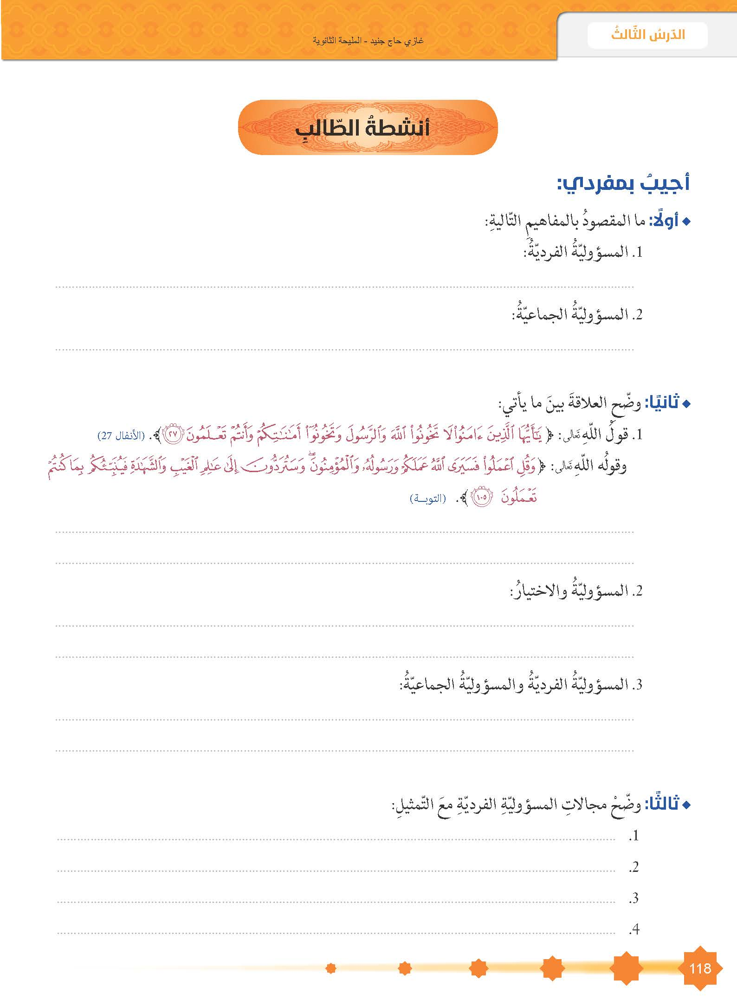 الدّرسُ الثّالثُ
غازي حاج جنيد - المليحة الثانوية
أنشطةُ الطّالبِ
أجيبُ بمفردي:
أولًا: ما المقصودُ بالمفاهيمِ التّاليةِ:
1. المسؤوليّةُ الفرديّةُ:
2. المسؤوليّةُ الجماعيّةُ:
ثانيًا: وضّحِ العلاقةَ بينَ ما يأتي:
1. قولُ اللّهِ تعالى: ﴿ يَٰٓأَيُّهَا ٱلَّذِينَ ءَامَنُوا۟ لَا تَخُونُوا۟ ٱللَّهَ وَٱلرَّسُولَ وَتَخُونُوٓا۟ أَمَٰنَٰتِكُمْ وَأَنتُمْ تَعْلَمُونَ ٢٧ ﴾. (الأنفال 27)
وقولُه اللّهِ تعالى: ﴿ وَقُلِ ٱعْمَلُوا۟ فَسَيَرَى ٱللَّهُ عَمَلَكُمْ وَرَسُولُهُۥ وَٱلْمُؤْمِنُونَ ۖ وَسَتُرَدُّونَ إِلَىٰ عَٰلِمِ ٱلْغَيْبِ وَٱلشَّهَٰدَةِ فَيُنَبِّئُكُم بِمَا كُنتُمْ
تَعْمَلُونَ ١٠٥ ﴾. (التوبـــة)
2. المسؤوليّةُ والاختيارُ:
3. المسؤوليّةُ الفرديّةُ والمسؤوليّةُ الجماعيّةُ:
ثالثًا: وضّحْ مجالاتِ المسؤوليّةِ الفرديّةِ معَ التّمثيلِ:
1.
2.
3.
4.
118